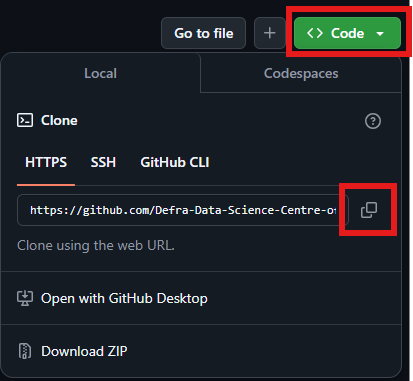 Go to file
Code
Local
Codespaces
Clone
HTTPS
SSH
GitHub CLI
https://github.com/Defra-Data-Science-Centre-o
Clone using the web URL.
Open with GitHub Desktop
Download ZIP